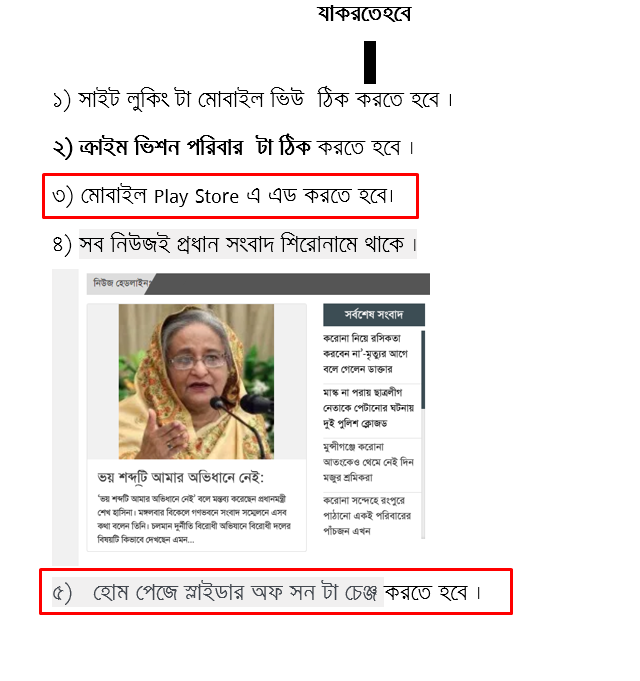 যাকরতেহবে
১) সাইট লুকিং টা মোবাইল ভিউ ঠিক করতে হবে ।
২) ক্রাইম ভিশন পরিবার টা ঠিক করতে হবে ।
৩) মোবাইল Play Store এ এড করতে হবে।
৪) সব নিউজই প্রধান সংবাদ শিরোনামে থাকে ।
নিউজ হেডলাইনঃ
ভয় শব্দটি আমার অভিধানে নেই:
'ভয় শব্দটি আমার অভিধানে নেই' বলে মন্তব্য করেছেন প্রধানমন্ত্রী
শেখ হাসিনা। মঙ্গলবার বিকেলে গণভবনে সংবাদ সম্মেলনে এসব
কথা বলেন তিনি। চলমান দুর্নীতি বিরোধী অভিযানে বিরোধী দলের
বিষয়টি কিভাবে দেখছেন এমন...
সর্বশেষ সংবাদ
করোনা নিয়ে রসিকতা
করবেন না'-মৃত্যুর আগে
বলে গেলেন ডাক্তার
মাস্ক না পরায় ছাত্রলীগ
নেতাকে পেটানোর ঘটনায়
দুই পুলিশ ক্লোজড
মুন্সীগঞ্জে করোনা
আতংকেও থেমে নেই দিন
মজুর শ্রমিকরা
করোনা সন্দেহে রংপুরে
পাঠানো একই পরিবারের
পাঁচজন এখন
৫) হোম পেজে স্লাইডার অফ সন টা চেঞ্জ করতে হবে ।